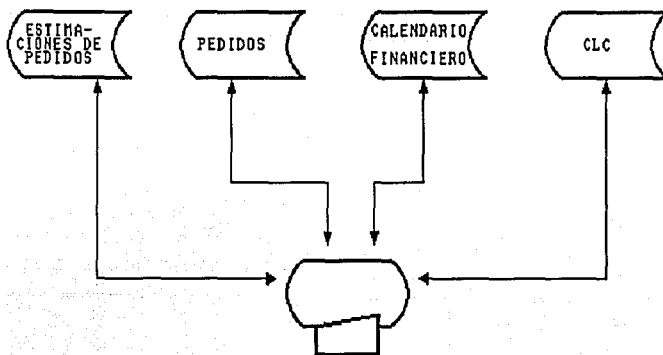 ESTIMA-
CIONES DE
PEDIDOS
PEDIDOS
CALENDARIO
FINANCIERO
CLC